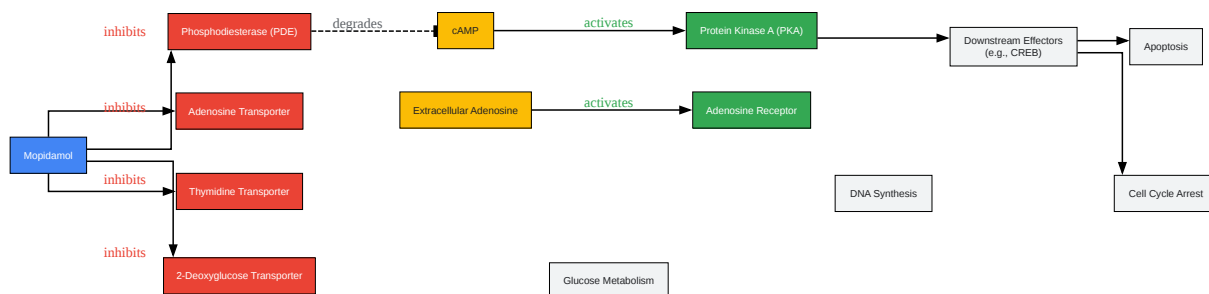 inhibits
Phosphodiesterase (PDE)
degrades
cAMP
activates
Protein Kinase A (PKA)
Downstream Effectors
(e.g., CREB)
Apoptosis
inhibits
Adenosine Transporter
Extracellular Adenosine
activates
Adenosine Receptor
Mopidamol
inhibits
Thymidine Transporter
DNA Synthesis
Cell Cycle Arrest
inhibits
2-Deoxyglucose Transporter
Glucose Metabolism